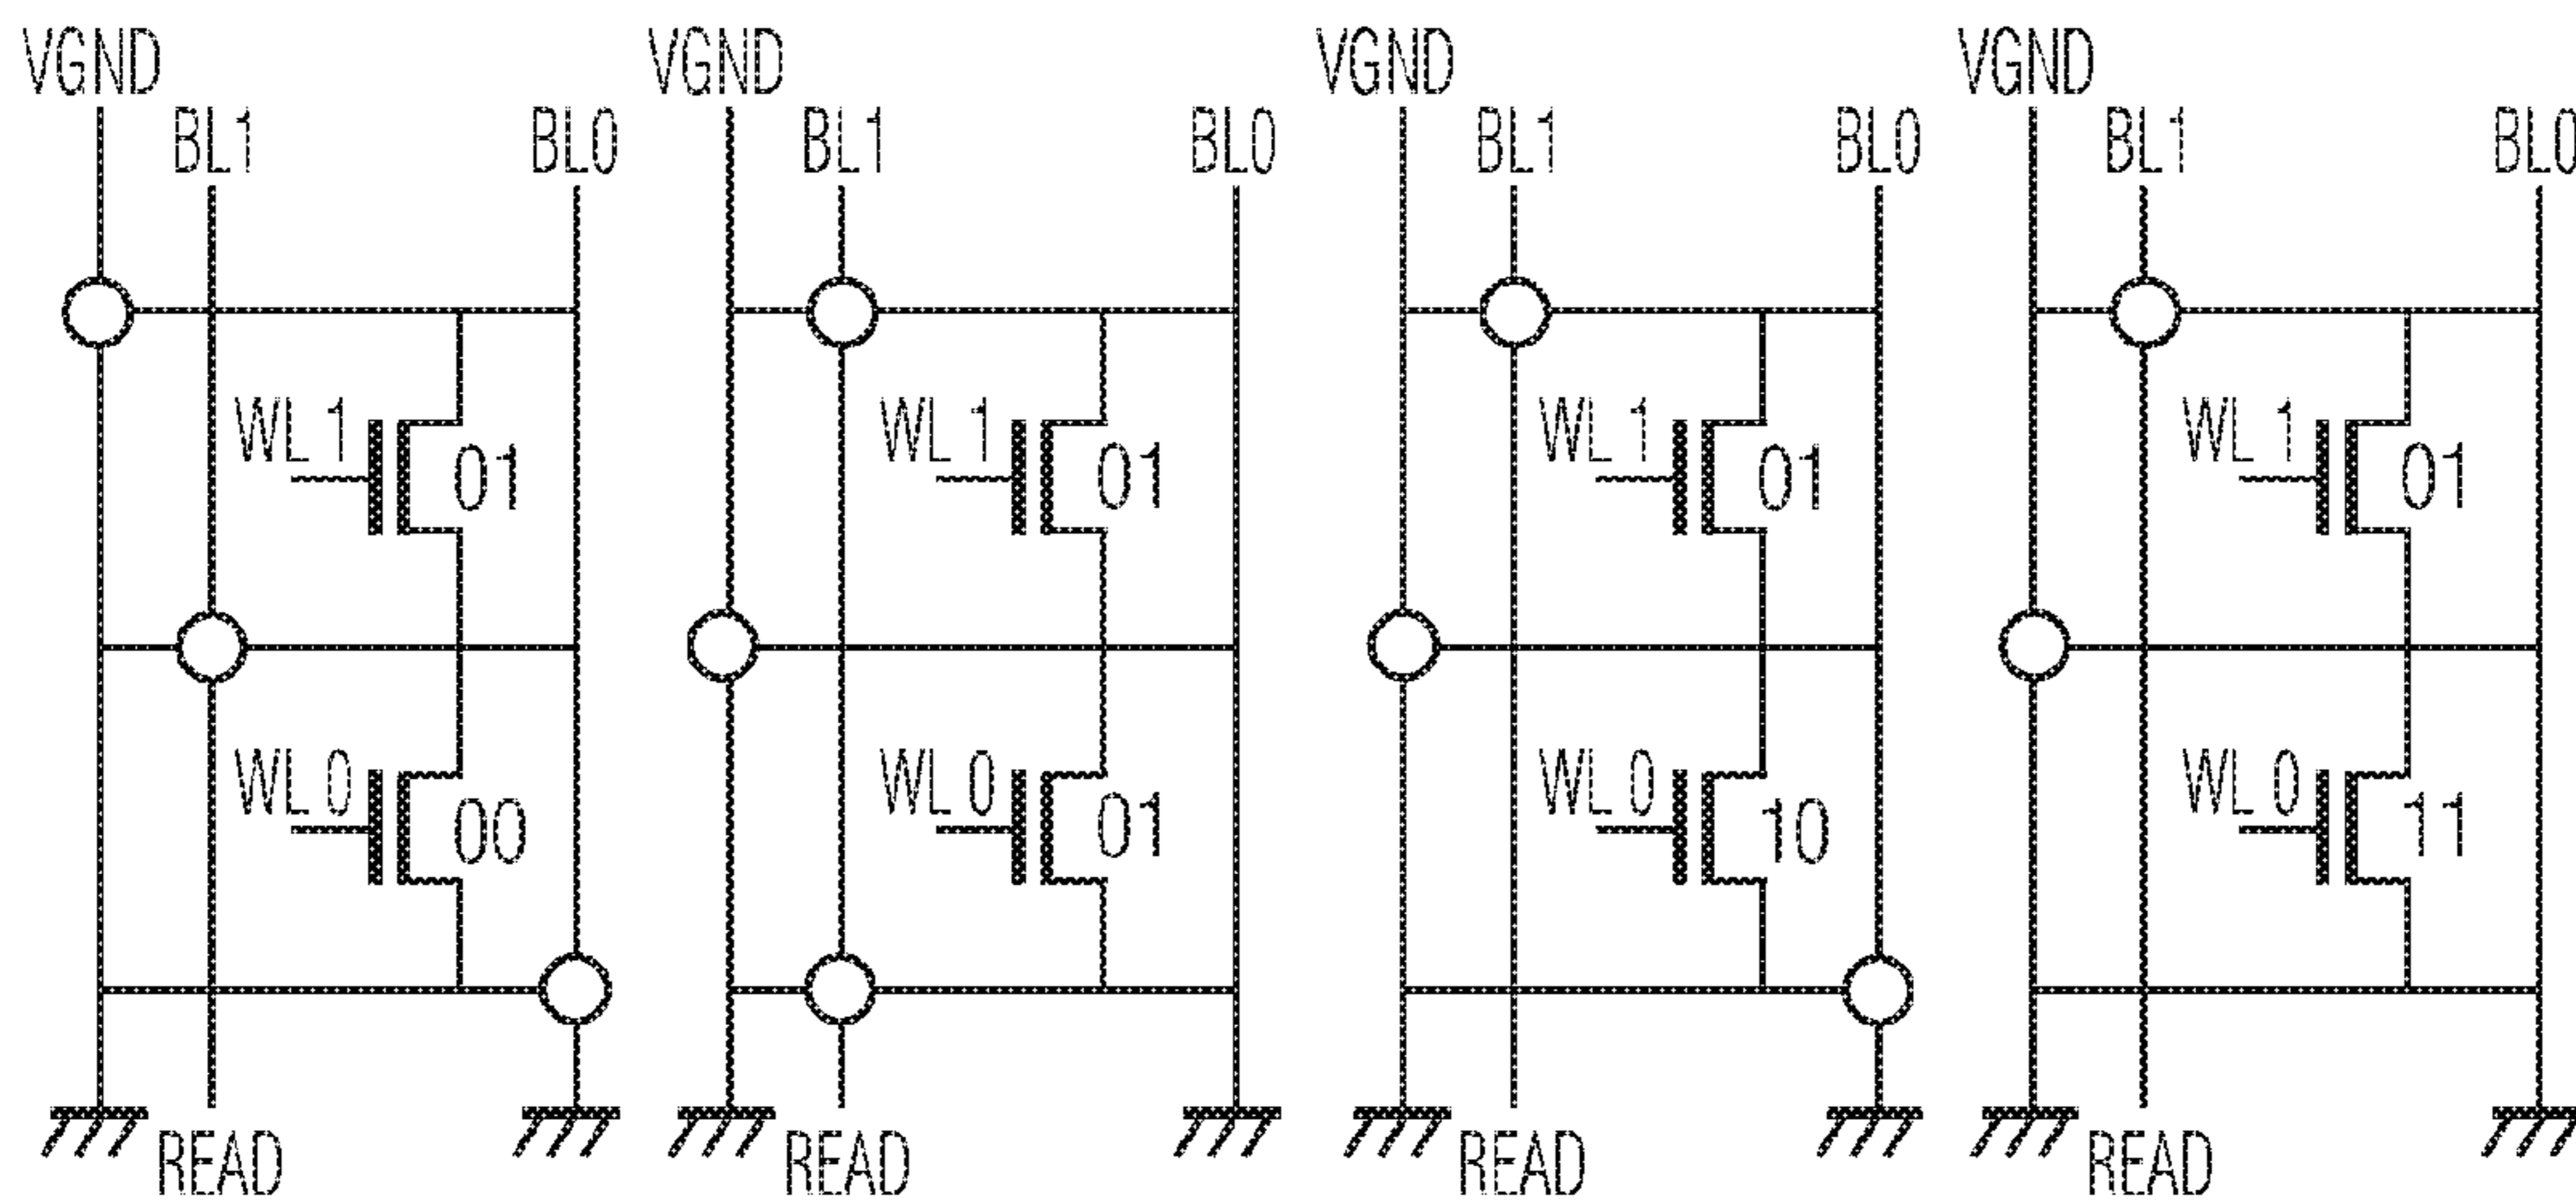 VGND VGND VGND VGND
BL1 BL0 BL1 BL0 BL1 BL0 BL1 BL0
WL1 01 WL1 01 WL1 01 WL1 01
WL0 00 WL0 01 WL0 10 WL0 11
READ READ READ READ